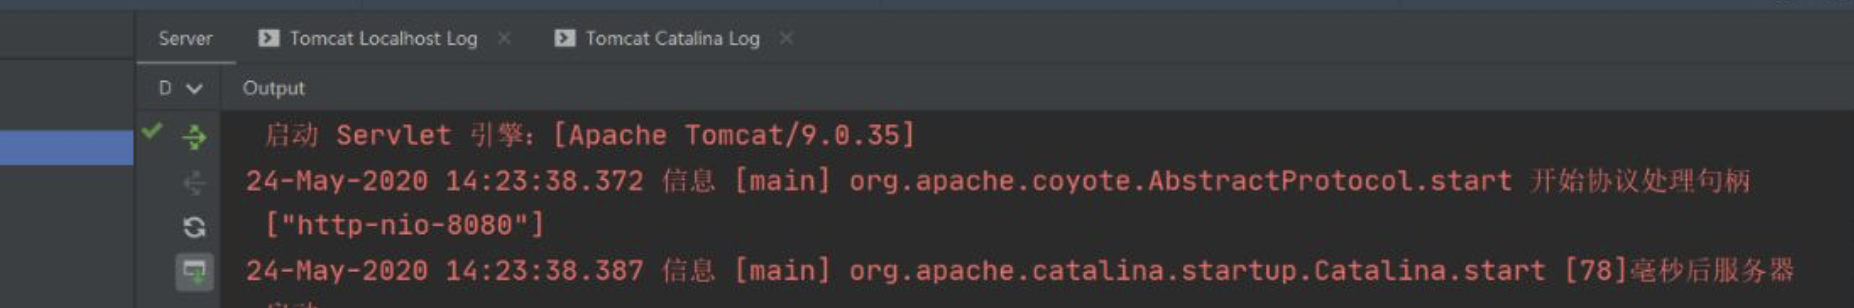 Server Tomcat Localhost Log Tomcat Catalina Log
D Output
启动 Servlet 引擎：[Apache Tomcat/9.0.35]
24-May-2020 14:23:38.372 信息 [main] org.apache.coyote.AbstractProtocol.start 开始协议处理句柄
["http-nio-8080"]
24-May-2020 14:23:38.387 信息 [main] org.apache.catalina.startup.Catalina.start [78]毫秒后服务器